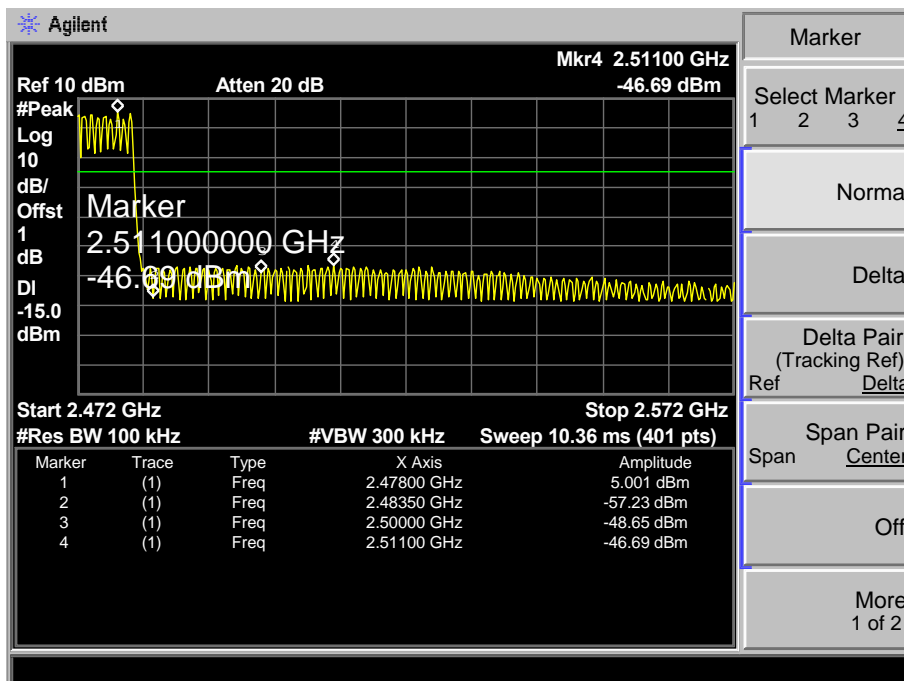 Agilent
Mkr4 2.51100 GHz
Ref 10 dBm Atten 20 dB -46.69 dBm
#Peak
Log
10
dB/
Offst
1
dB
DI
-15.0
dBm
Marker
2.511000000 GHz
-46.69 dBm
Start 2.472 GHz Stop 2.572 GHz
#Res BW 100 kHz #VBW 300 kHz Sweep 10.36 ms (401 pts)
Marker Trace Type X Axis Amplitude
1 (1) Freq 2.47800 GHz 5.001 dBm
2 (1) Freq 2.48350 GHz -57.23 dBm
3 (1) Freq 2.50000 GHz -48.65 dBm
4 (1) Freq 2.51100 GHz -46.69 dBm
Marker
Select Marker
1 2 3 4
Norma
Delta
Delta Pair
(Tracking Ref)
Ref Delta
Span Pair
Span Center
Off
More
1 of 2